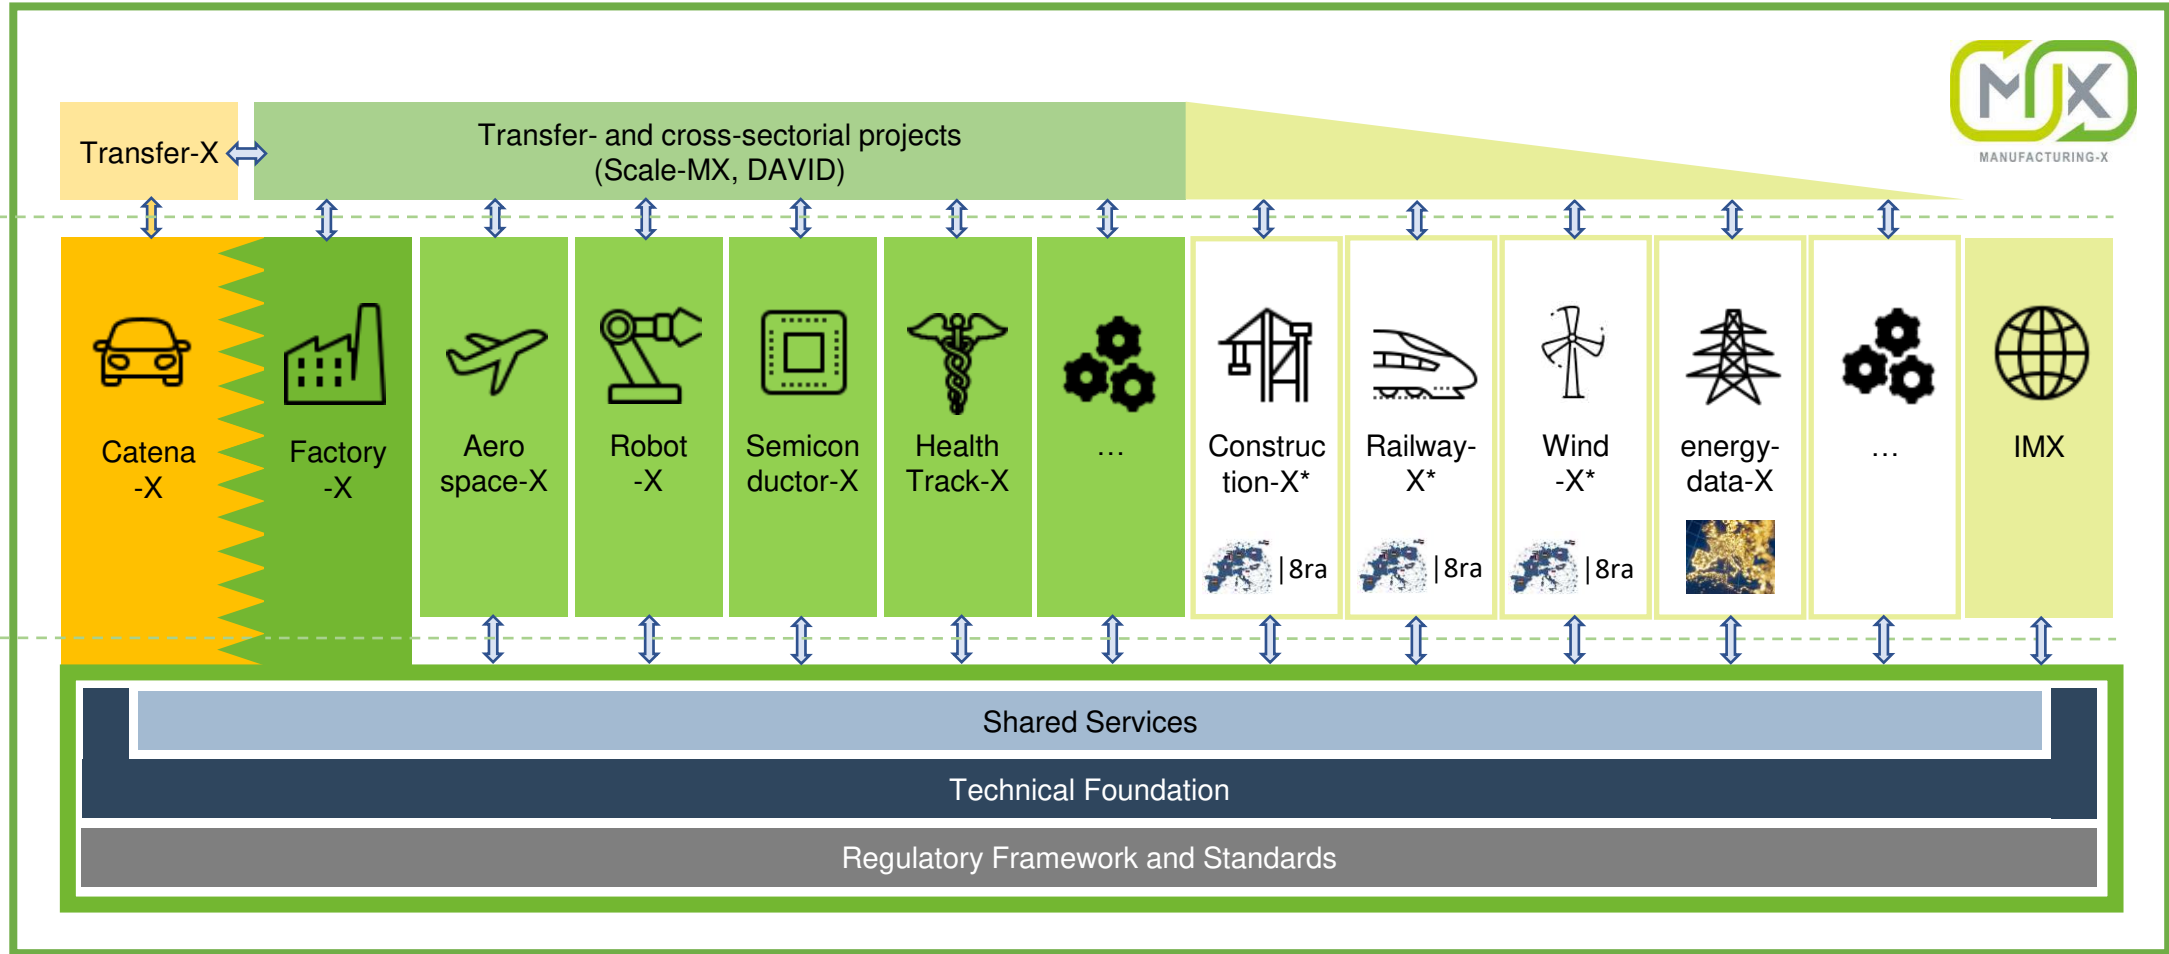 MX
MANUFACTURING-X
Transfer-X
Transfer- and cross-sectorial projects
(Scale-MX, DAVID)
Catena
-X
Factory
-X
Aero
space-X
Robot
-X
Semicon
ductor-X
Health
Track-X
...
Construc
tion-X*
|8ra
Railway-
X*
|8ra
Wind
-X*
|8ra
energy-
data-X
...
IMX
Shared Services
Technical Foundation
Regulatory Framework and Standards